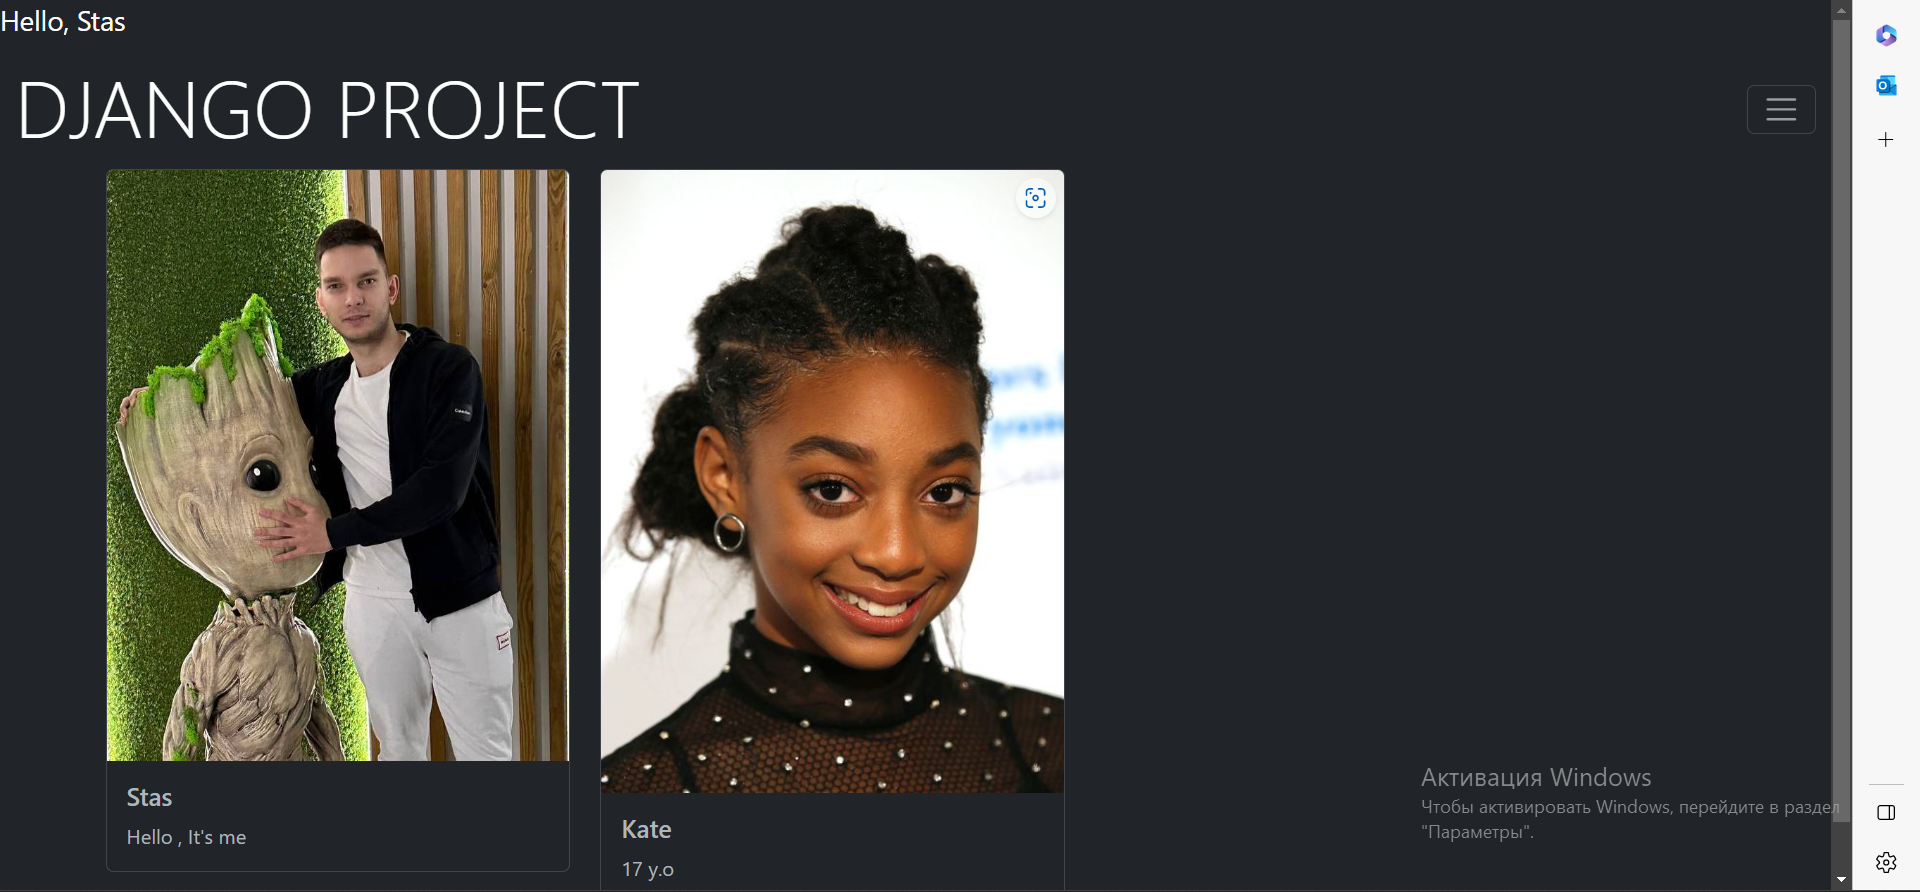 Hello, Stas
DJANGO PROJECT
Stas
Hello , It's me
Kate
17 y.o
Активация Windows
Чтобы активировать Windows, перейдите в раздел
"Параметры".